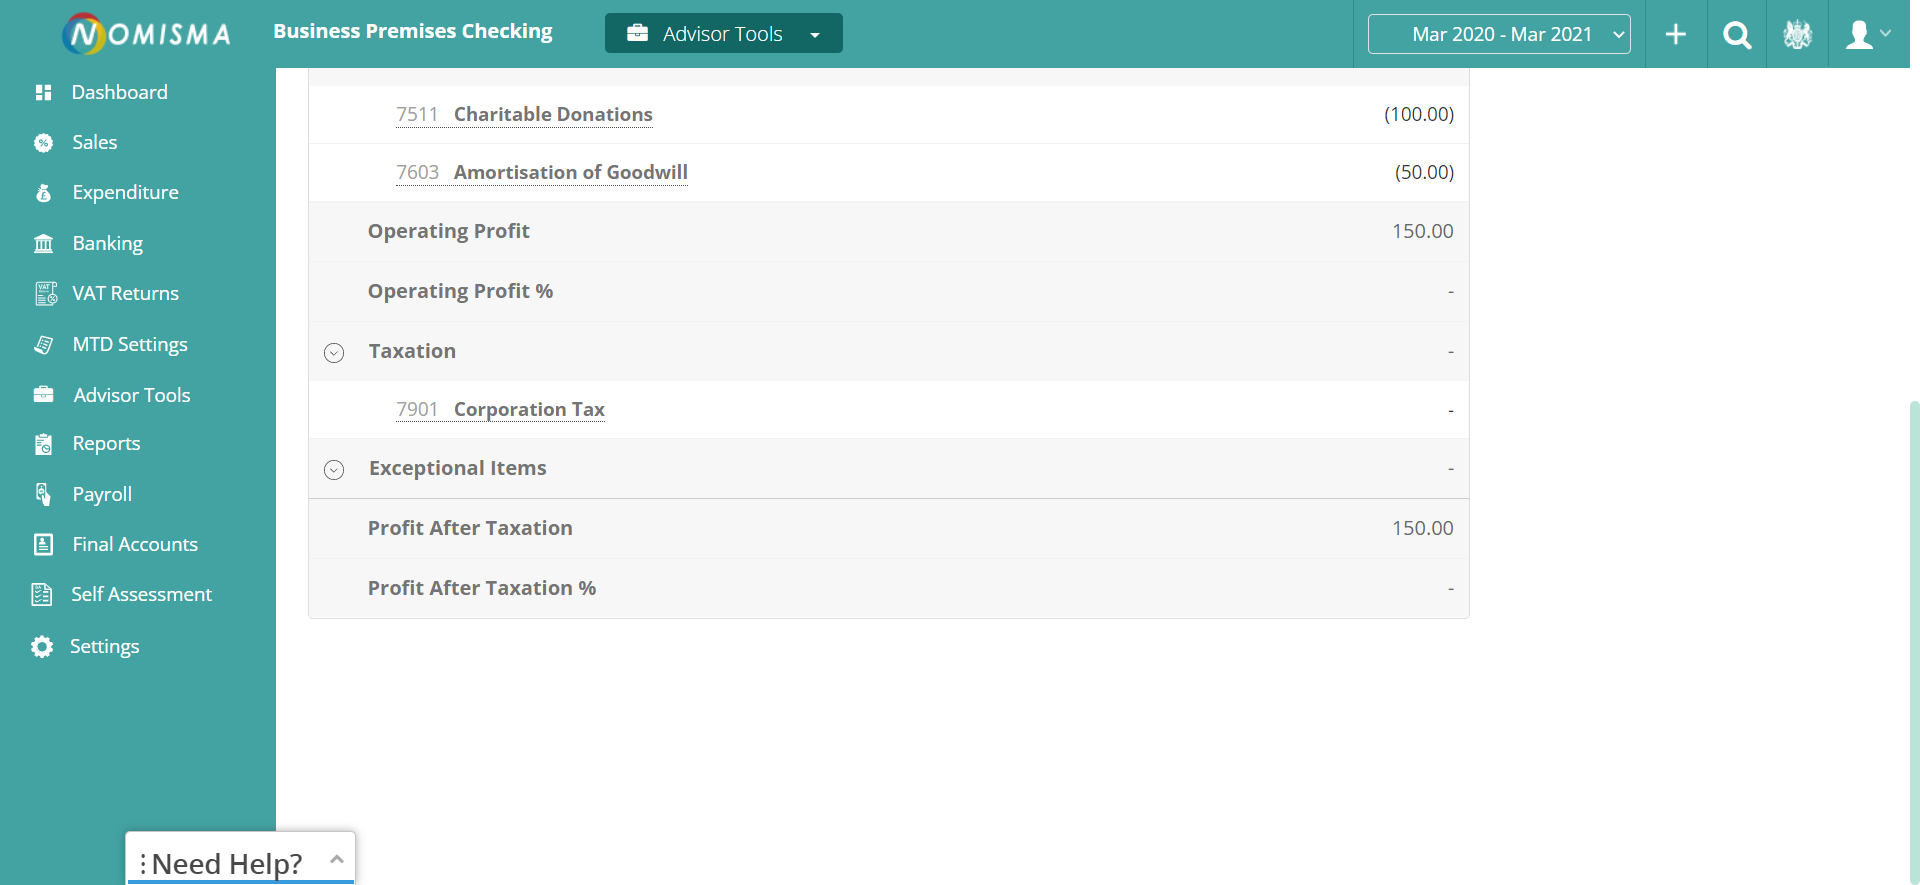 NOMISMA
Business Premises Checking
Advisor Tools
Mar 2020 - Mar 2021
Dashboard
Sales
Expenditure
Banking
VAT Returns
MTD Settings
Advisor Tools
Reports
Payroll
Final Accounts
Self Assessment
Settings
7511 Charitable Donations (100.00)
7603 Amortisation of Goodwill (50.00)
Operating Profit 150.00
Operating Profit % -
Taxation -
7901 Corporation Tax -
Exceptional Items -
Profit After Taxation 150.00
Profit After Taxation % -
Need Help?